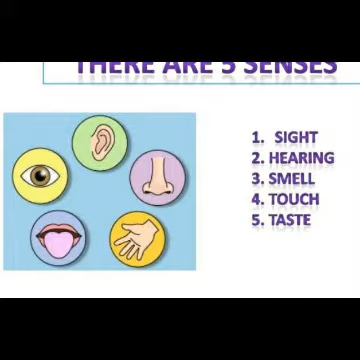 THERE ARE 5 SENSES
1. SIGHT
2. HEARING
3. SMELL
4. TOUCH
5. TASTE